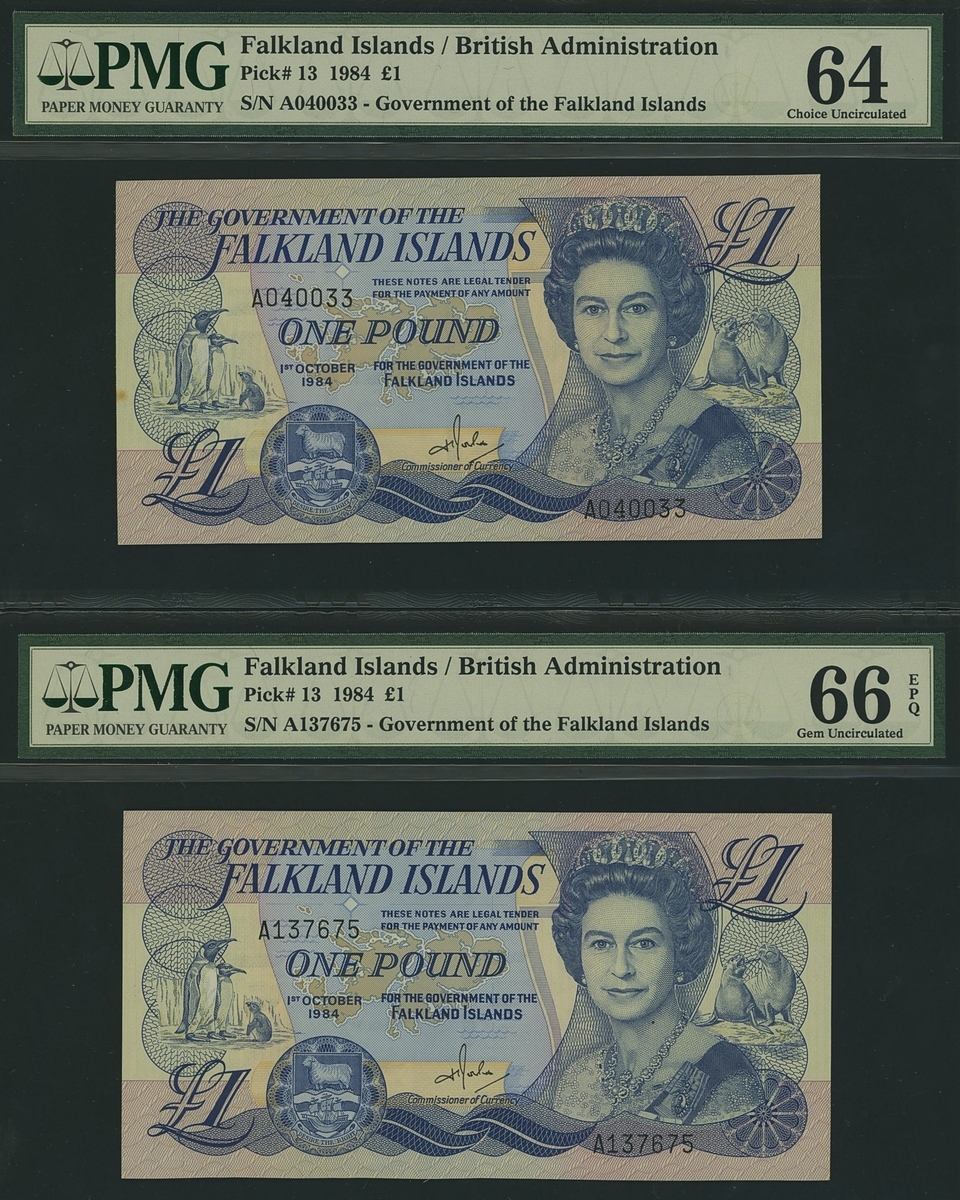 PMG
PAPER MONEY GUARANTY
Falkland Islands / British Administration
Pick# 13 1984 £1
S/N A040033 - Government of the Falkland Islands
64
Choice Uncirculated
THE GOVERNMENT OF THE
FALKLAND ISLANDS
£1
THESE NOTES ARE LEGAL TENDER
FOR THE PAYMENT OF ANY AMOUNT
A040033
ONE POUND
1ST OCTOBER
1984
FOR THE GOVERNMENT OF THE
FALKLAND ISLANDS
£1
Commissioner of Currency
DESIRE THE RIGHT
A040033
PMG
PAPER MONEY GUARANTY
Falkland Islands / British Administration
Pick# 13 1984 £1
S/N A137675 - Government of the Falkland Islands
66
EPQ
Gem Uncirculated
THE GOVERNMENT OF THE
FALKLAND ISLANDS
£1
THESE NOTES ARE LEGAL TENDER
FOR THE PAYMENT OF ANY AMOUNT
A137675
ONE POUND
1ST OCTOBER
1984
FOR THE GOVERNMENT OF THE
FALKLAND ISLANDS
£1
Commissioner of Currency
DESIRE THE RIGHT
A137675